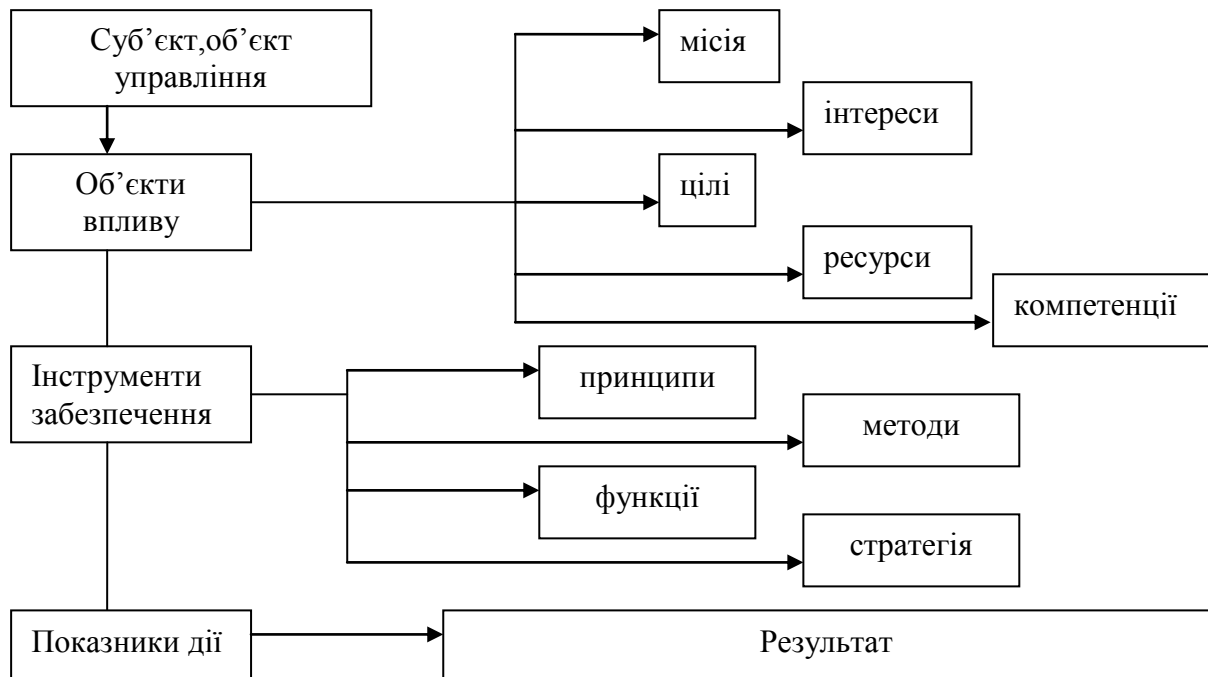 Суб’єкт,об’єкт
управління
місія
інтереси
Об’єкти
впливу
цілі
ресурси
компетенції
Інструменти
забезпечення
принципи
методи
функції
стратегія
Показники дії
Результат